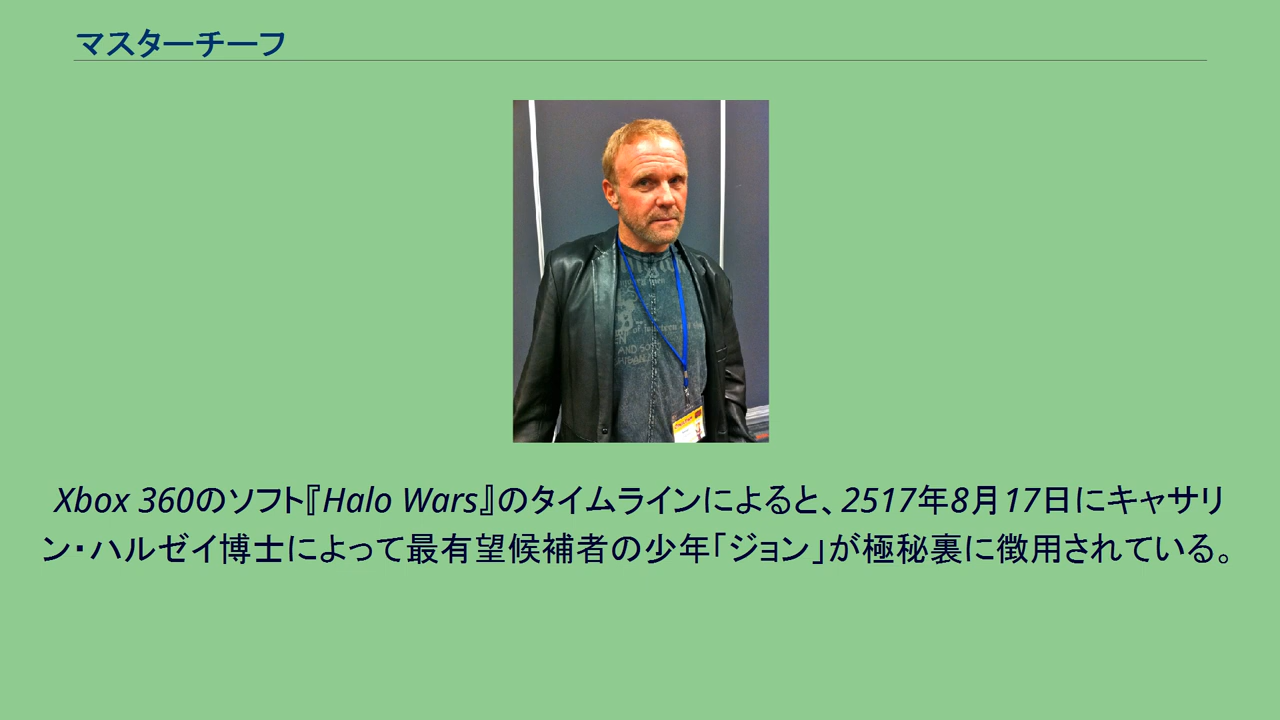 マスターチーフ
of fourteen
AND SO
Xbox 360のソフト『Halo Wars』のタイムラインによると、2517年8月17日にキャサリ
ン・ハルゼイ博士によって最有望候補者の少年「ジョン」が極秘裏に徴用されている。